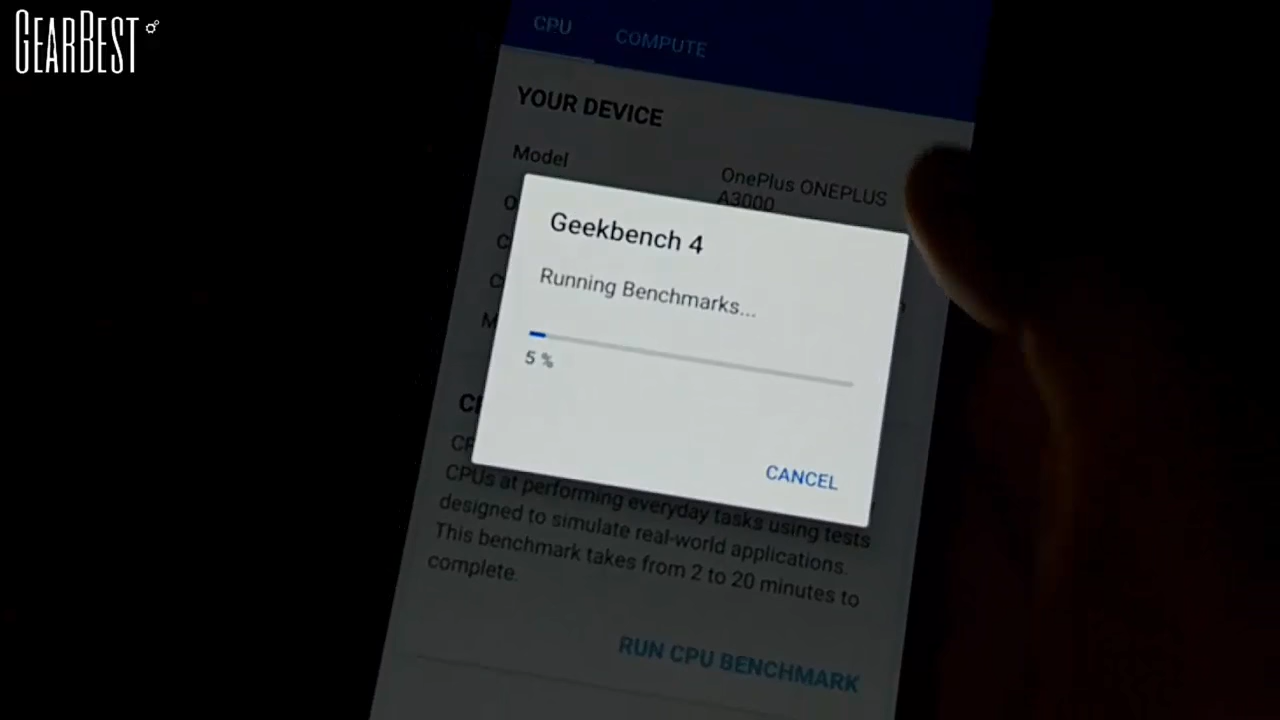 GEARBEST
CPU COMPUTE
YOUR DEVICE
Model
OnePlus ONEPLUS
A3000
Geekbench 4
Running Benchmarks...
5 %
CANCEL
CPUs at performing everyday tasks using tests
designed to simulate real-world applications.
This benchmark takes from 2 to 20 minutes to
complete.
RUN CPU BENCHMARK